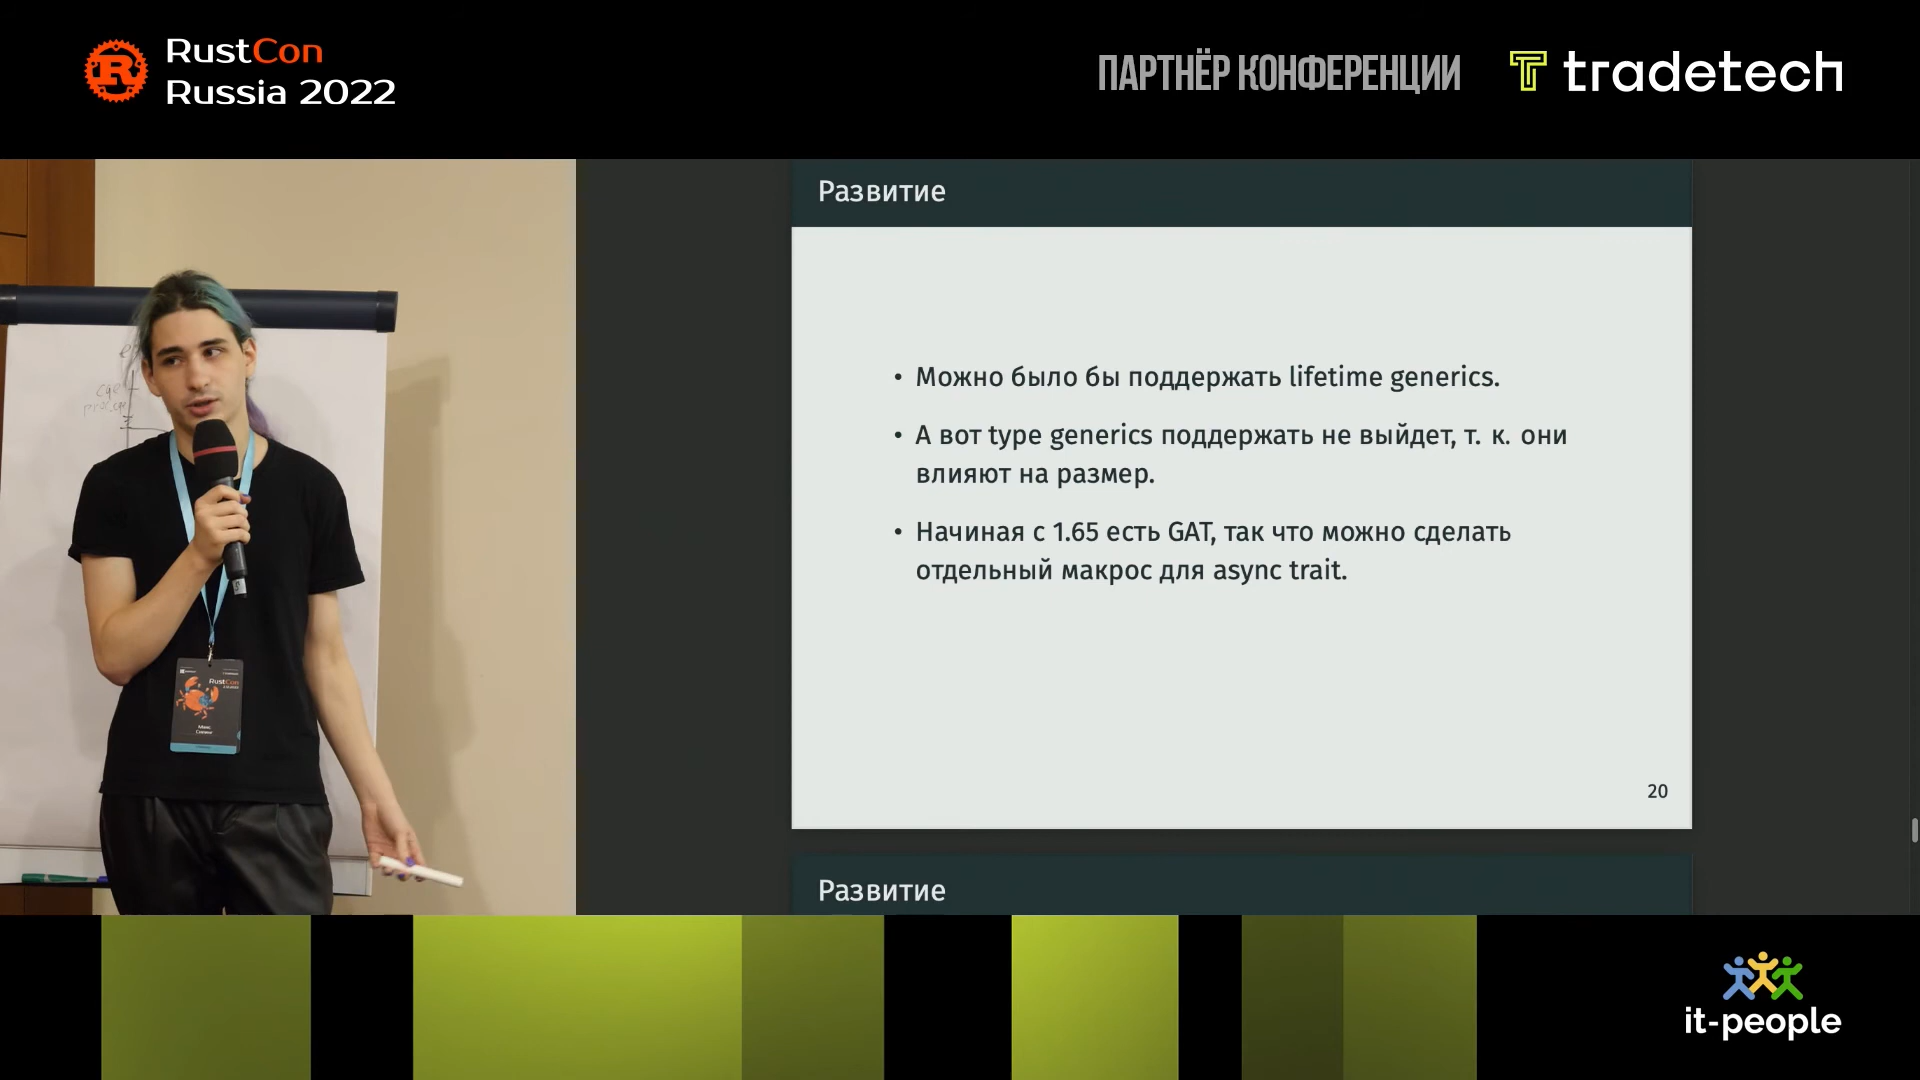 RustCon
Russia 2022
ПАРТНЁР КОНФЕРЕНЦИИ
tradetech
Развитие
• Можно было бы поддержать lifetime generics.
• А вот type generics поддержать не выйдет, т. к. они
влияют на размер.
• Начиная с 1.65 есть GAT, так что можно сделать
отдельный макрос для async trait.
20
Развитие
RustCon
it-people